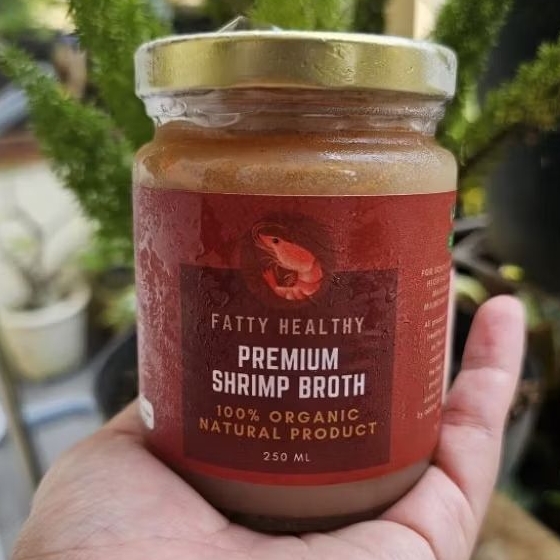 FATTY HEALTHY
PREMIUM
SHRIMP BROTH
100% ORGANIC
NATURAL PRODUCT
250 ML